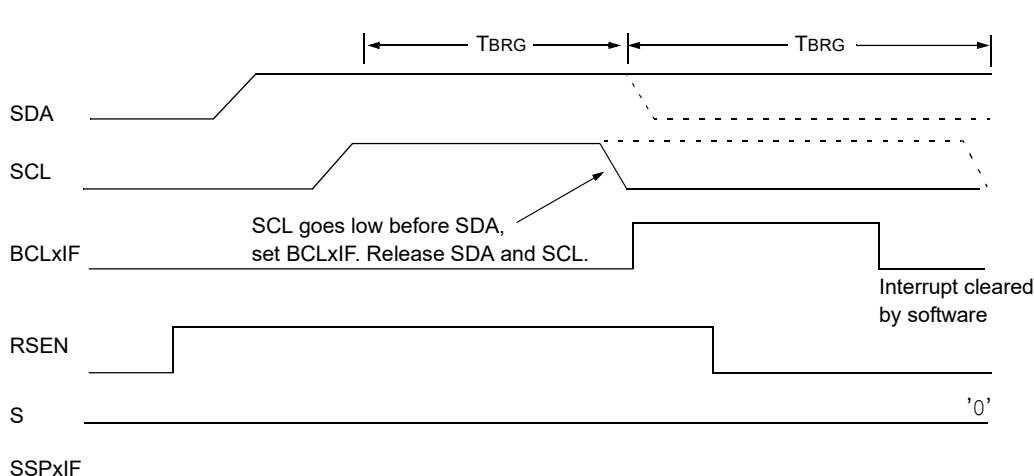 TBRG TBRG
SDA
SCL
SCL goes low before SDA,
set BCLxIF. Release SDA and SCL.
BCLxIF
Interrupt cleared
by software
RSEN
S
'0'
SSPxIF